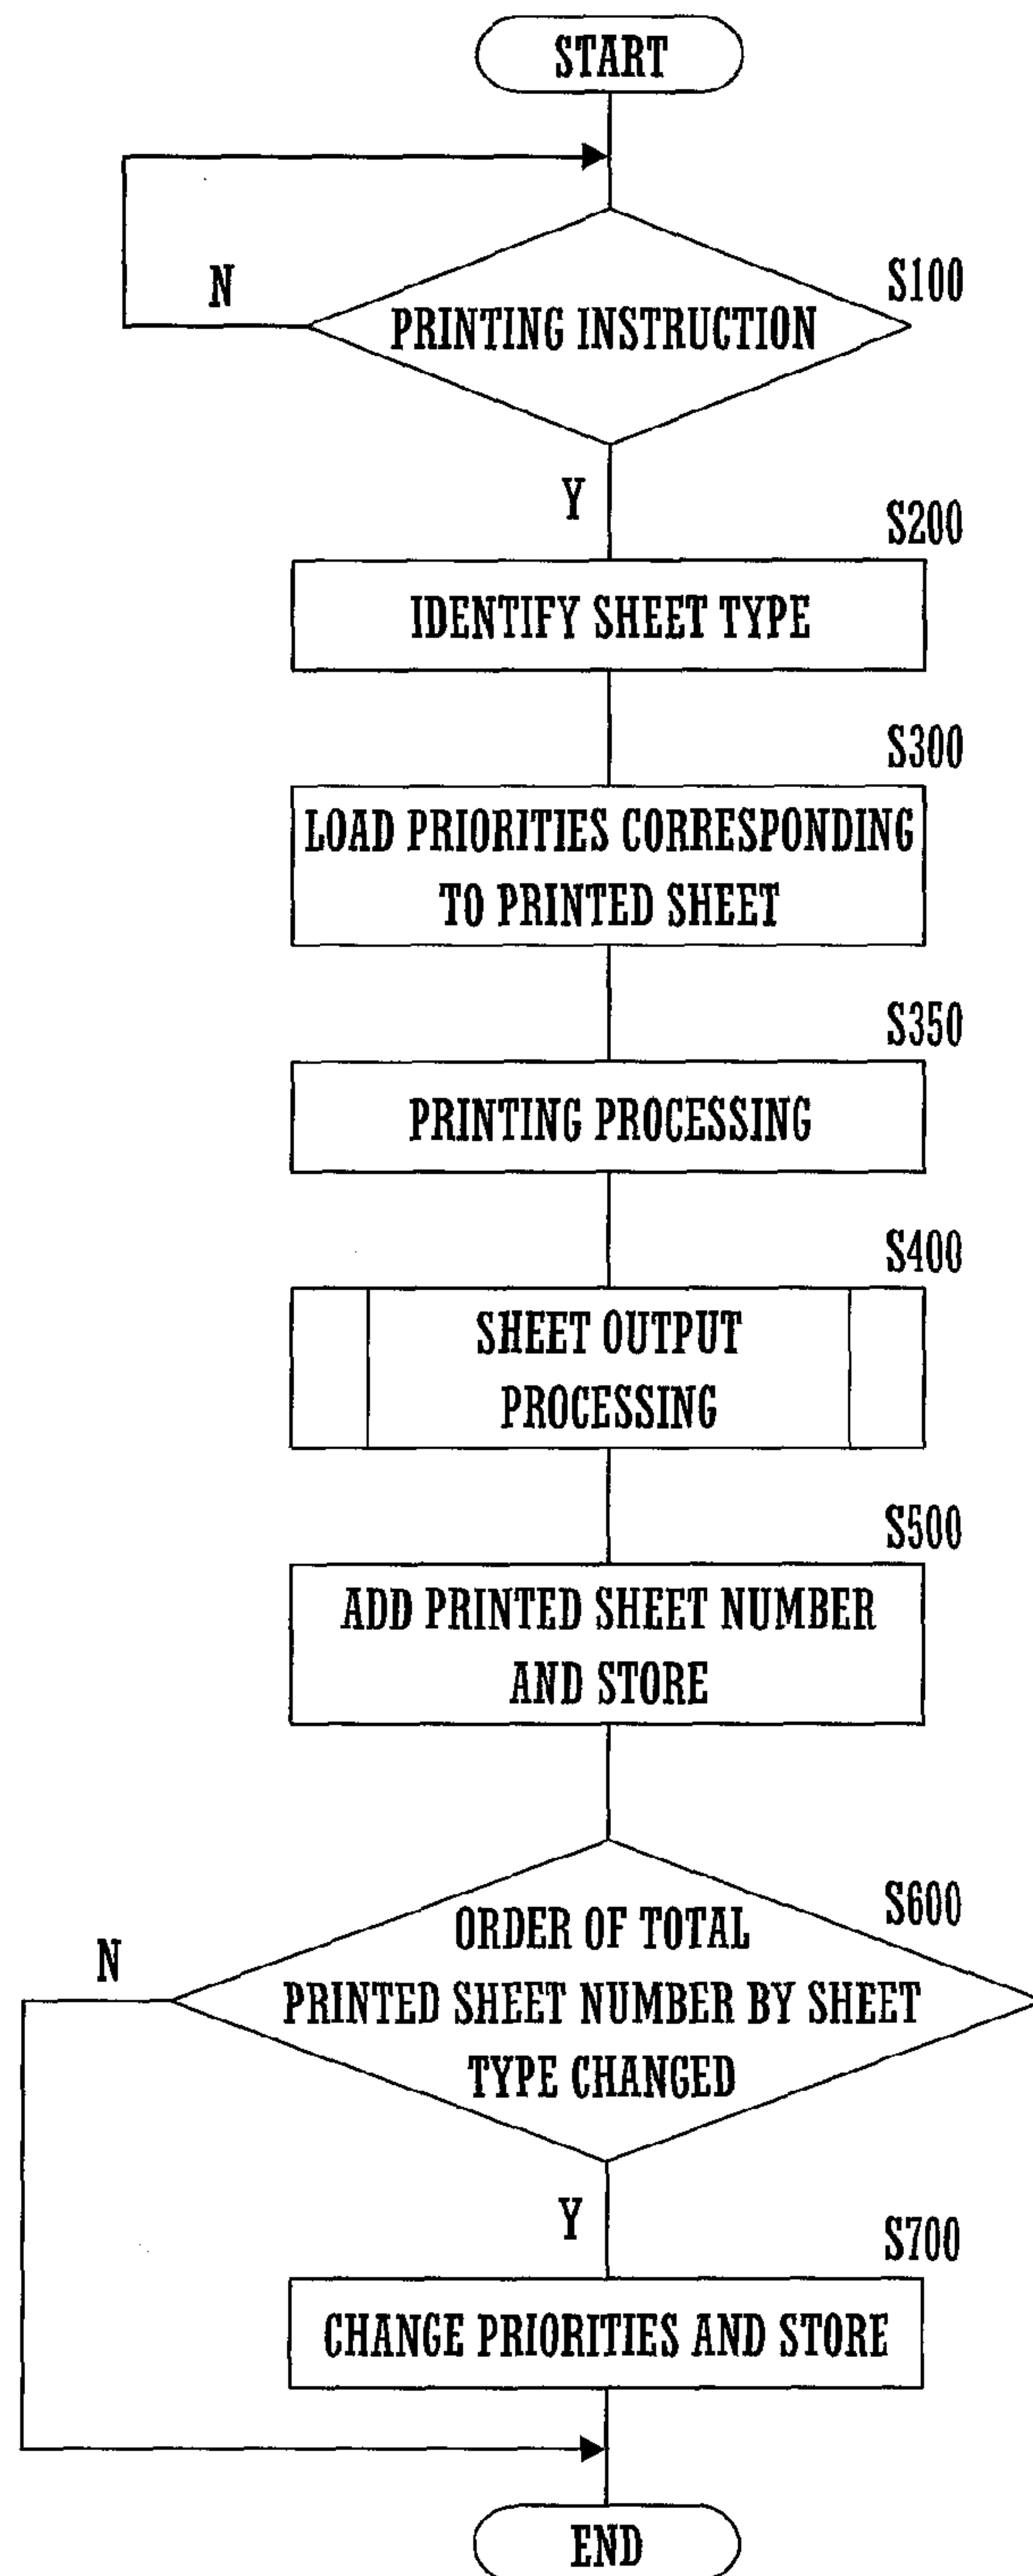 START
N
S100
PRINTING INSTRUCTION
Y
S200
IDENTIFY SHEET TYPE
S300
LOAD PRIORITIES CORRESPONDING
TO PRINTED SHEET
S350
PRINTING PROCESSING
S400
SHEET OUTPUT
PROCESSING
S500
ADD PRINTED SHEET NUMBER
AND STORE
S600
N
ORDER OF TOTAL
PRINTED SHEET NUMBER BY SHEET
TYPE CHANGED
Y
S700
CHANGE PRIORITIES AND STORE
END